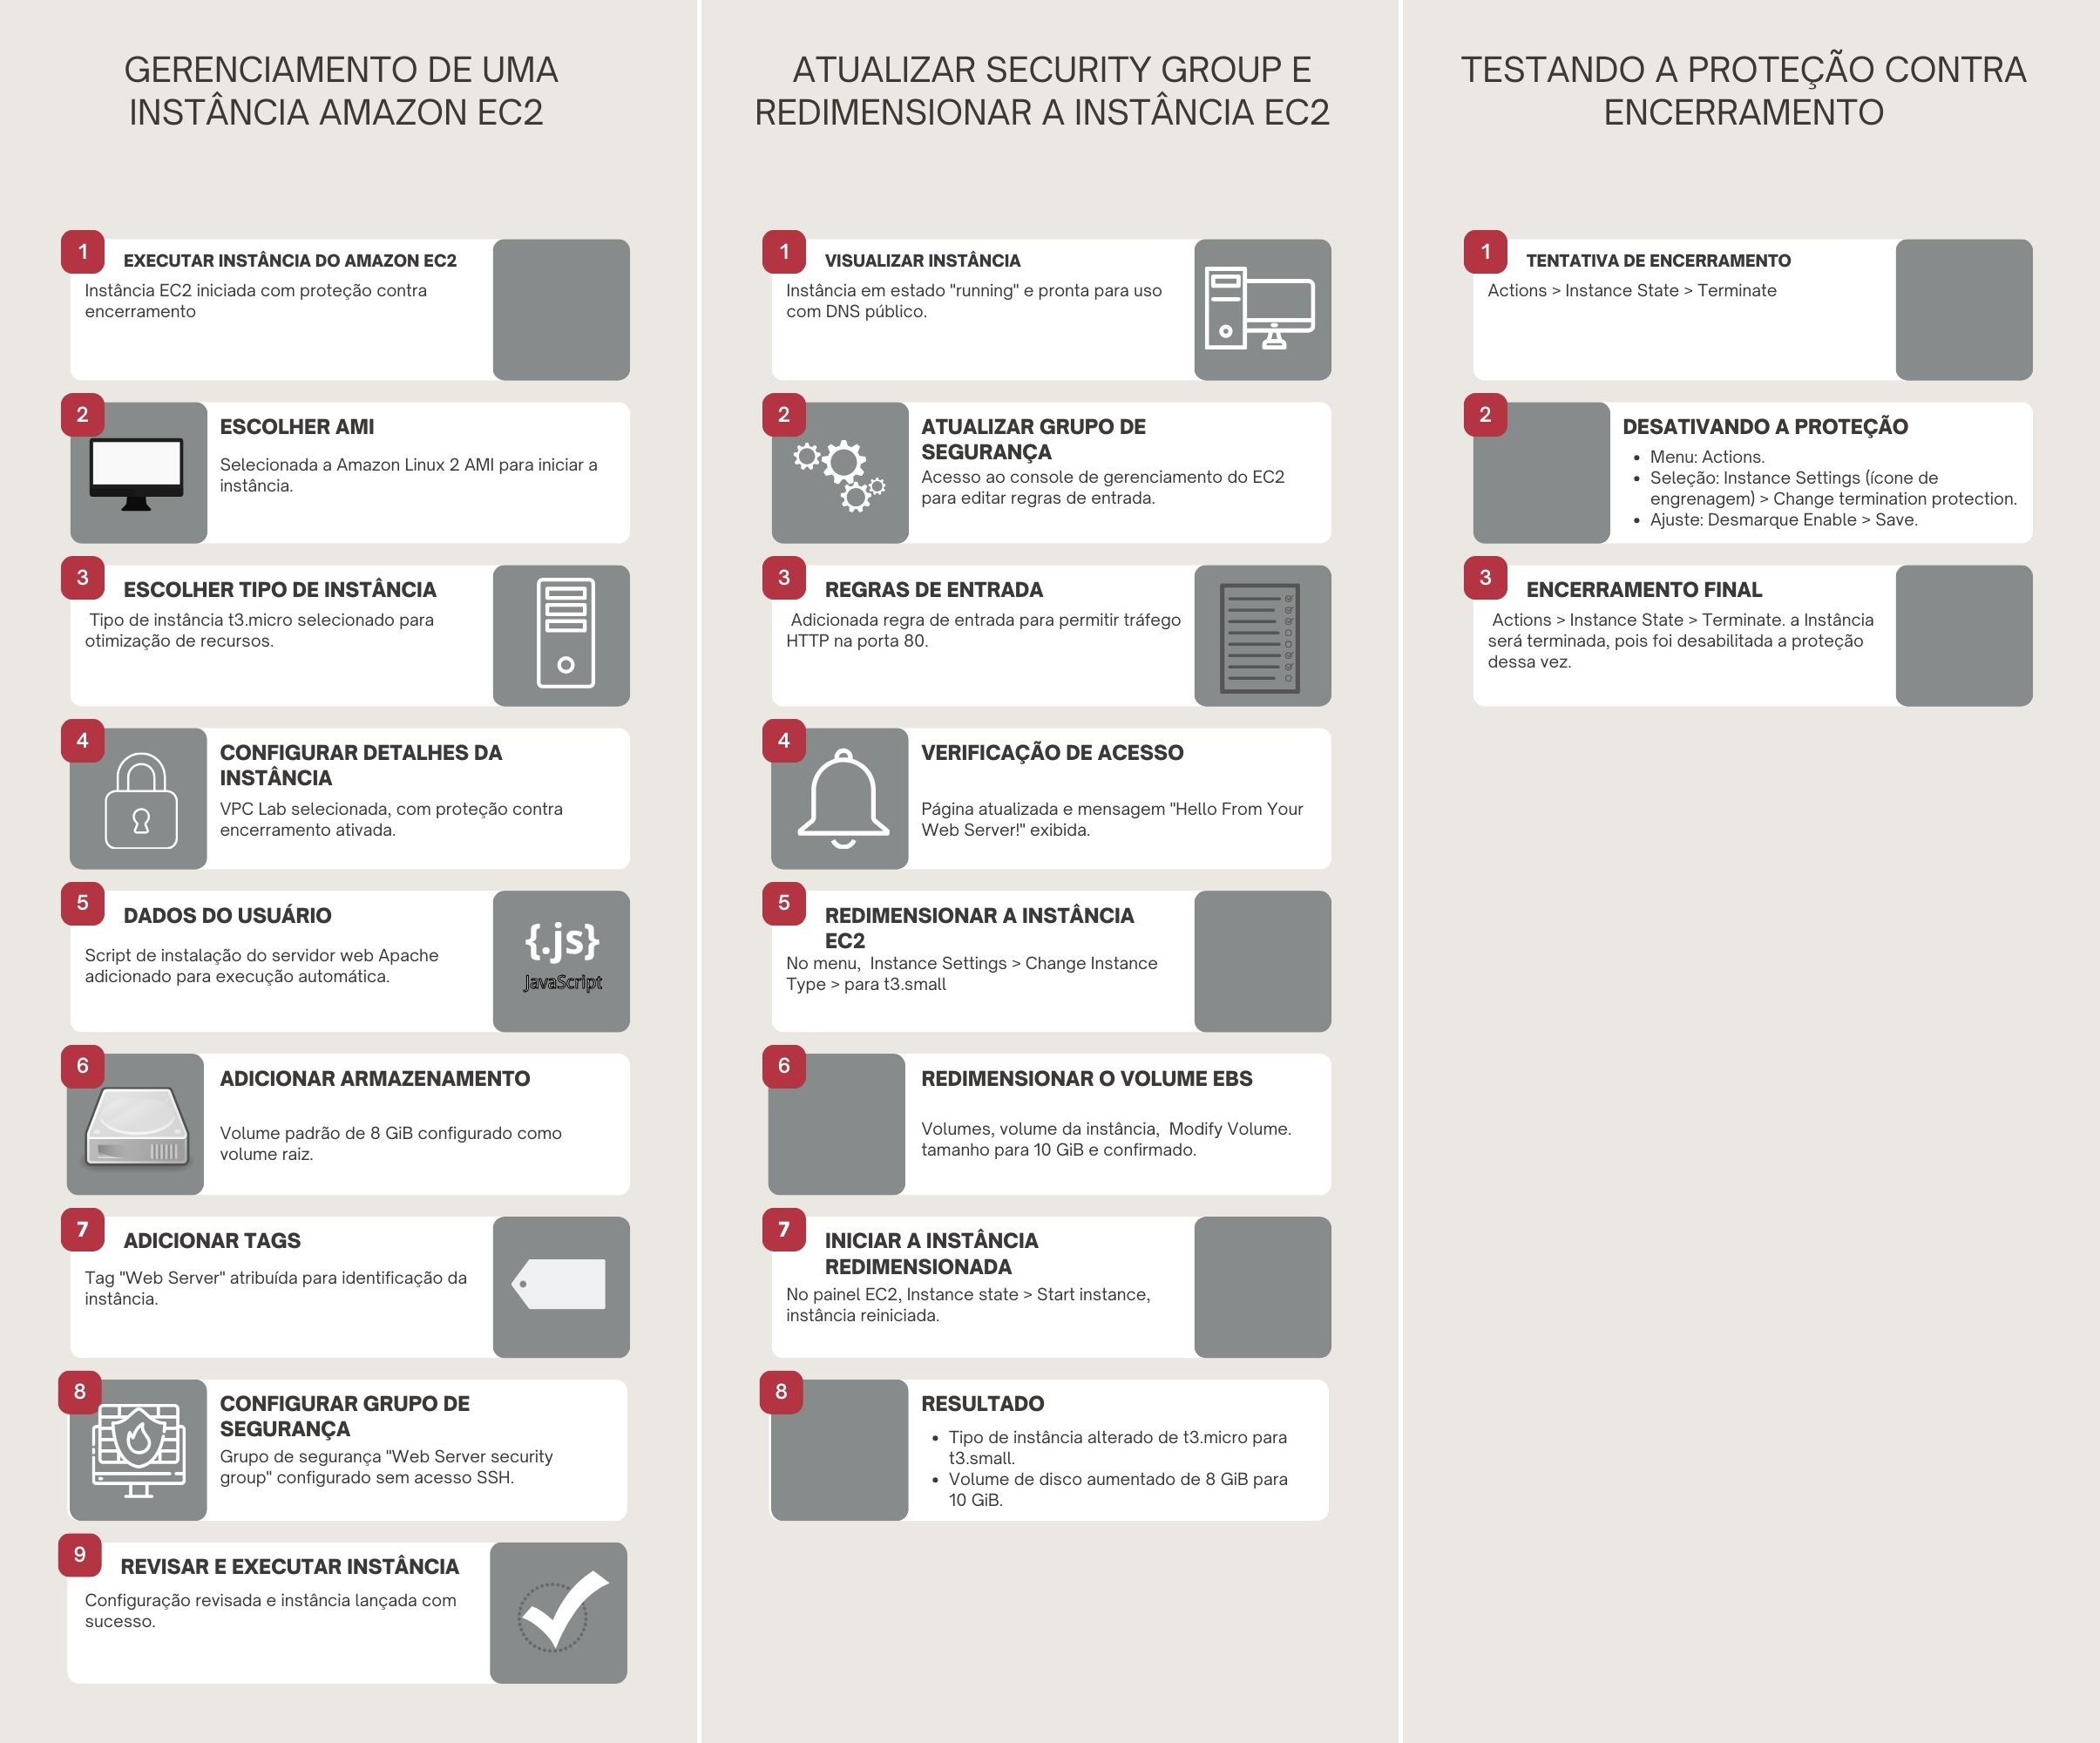 GERENCIAMENTO DE UMA
INSTÂNCIA AMAZON EC2
1
EXECUTAR INSTÂNCIA DO AMAZON EC2
Instância EC2 iniciada com proteção contra
encerramento
2
ESCOLHER AMI
Selecionada a Amazon Linux 2 AMI para iniciar a
instância.
3
ESCOLHER TIPO DE INSTÂNCIA
Tipo de instância t3.micro selecionado para
otimização de recursos.
4
CONFIGURAR DETALHES DA
INSTÂNCIA
VPC Lab selecionada, com proteção contra
encerramento ativada.
5
DADOS DO USUÁRIO
Script de instalação do servidor web Apache
adicionado para execução automática.
{.js}
JavaScript
6
ADICIONAR ARMAZENAMENTO
Volume padrão de 8 GiB configurado como
volume raiz.
7
ADICIONAR TAGS
Tag "Web Server" atribuída para identificação da
instância.
8
CONFIGURAR GRUPO DE
SEGURANÇA
Grupo de segurança "Web Server security
group" configurado sem acesso SSH.
9
REVISAR E EXECUTAR INSTÂNCIA
Configuração revisada e instância lançada com
sucesso.
ATUALIZAR SECURITY GROUP E
REDIMENSIONAR A INSTÂNCIA EC2
1
VISUALIZAR INSTÂNCIA
Instância em estado "running" e pronta para uso
com DNS público.
2
ATUALIZAR GRUPO DE
SEGURANÇA
Acesso ao console de gerenciamento do EC2
para editar regras de entrada.
3
REGRAS DE ENTRADA
Adicionada regra de entrada para permitir tráfego
HTTP na porta 80.
4
VERIFICAÇÃO DE ACESSO
Página atualizada e mensagem "Hello From Your
Web Server!" exibida.
5
REDIMENSIONAR A INSTÂNCIA
EC2
No menu,  Instance Settings > Change Instance
Type > para t3.small
6
REDIMENSIONAR O VOLUME EBS
Volumes, volume da instância,  Modify Volume.
tamanho para 10 GiB e confirmado.
7
INICIAR A INSTÂNCIA
REDIMENSIONADA
No painel EC2, Instance state > Start instance,
instância reiniciada.
8
RESULTADO
• Tipo de instância alterado de t3.micro para
t3.small.
• Volume de disco aumentado de 8 GiB para
10 GiB.
TESTANDO A PROTEÇÃO CONTRA
ENCERRAMENTO
1
TENTATIVA DE ENCERRAMENTO
Actions > Instance State > Terminate
2
DESATIVANDO A PROTEÇÃO
• Menu: Actions.
• Seleção: Instance Settings (ícone de
engrenagem) > Change termination protection.
• Ajuste: Desmarque Enable > Save.
3
ENCERRAMENTO FINAL
Actions > Instance State > Terminate. a Instância
será terminada, pois foi desabilitada a proteção
dessa vez.